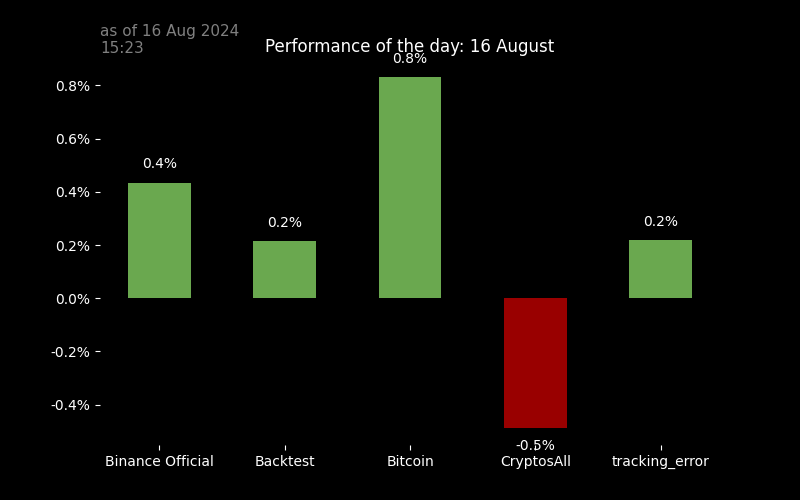 as of 16 Aug 2024
15:23
Performance of the day: 16 August
0.8%
0.8%
0.6%
0.4%
0.4%
0.2%
0.2%
0.2%
0.0%
-0.2%
-0.4%
-0.5%
Binance Official
Backtest
Bitcoin
CryptosAll
tracking_error